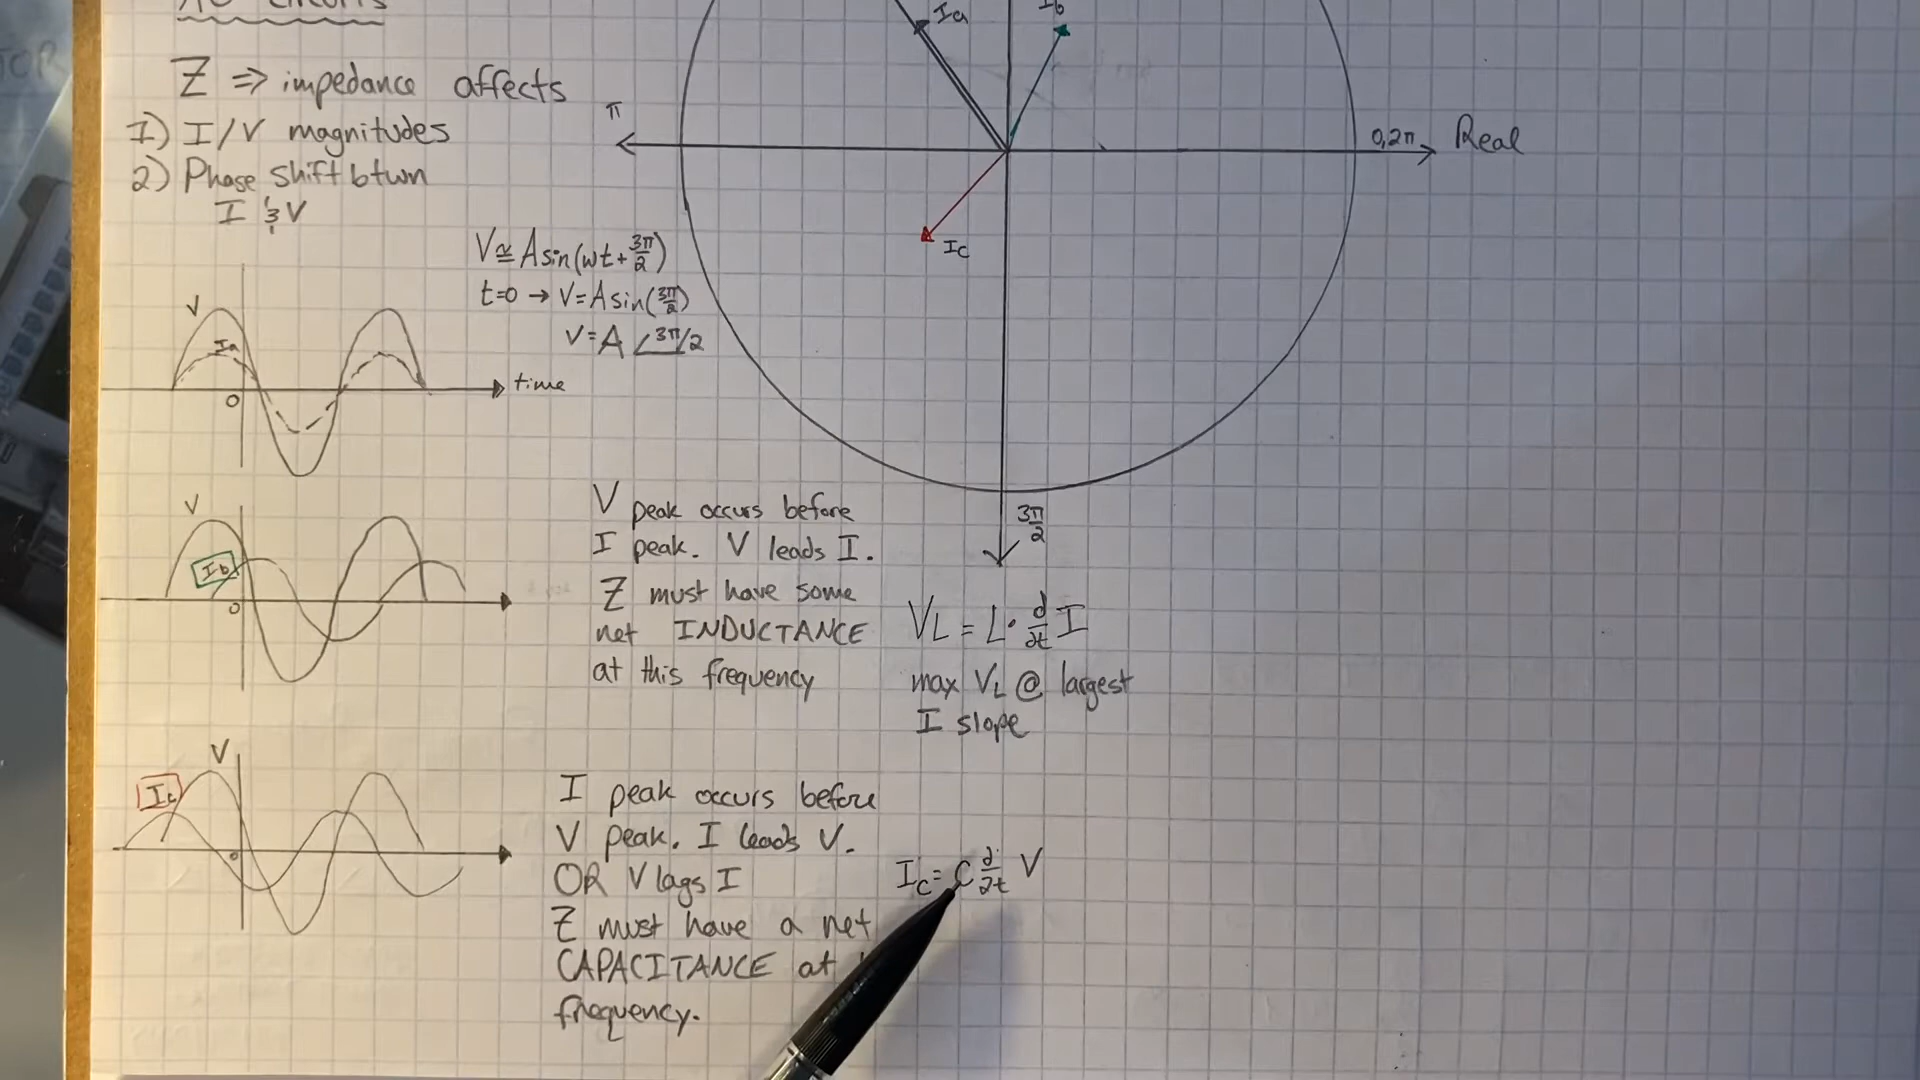 Z ⇒ impedance affects
1) I/V magnitudes
2) Phase shift btwn
I & V
Ia
Ib
π
0,2π
Real
Ic
V≅Asin(wt+3π/2)
t=0 → V=Asin(3π/2)
V=A∠3π/2
V
Ia
0
time
3π/2
V
Ib
0
V peak occurs before
I peak. V leads I.
Z must have some
net INDUCTANCE
at this frequency
VL = L· d/dt I
max VL @ largest
I slope
V
Ic
0
I peak occurs before
V peak. I leads V.
OR V lags I
Z must have a net
CAPACITANCE at
frequency.
Ic= C d/dt V